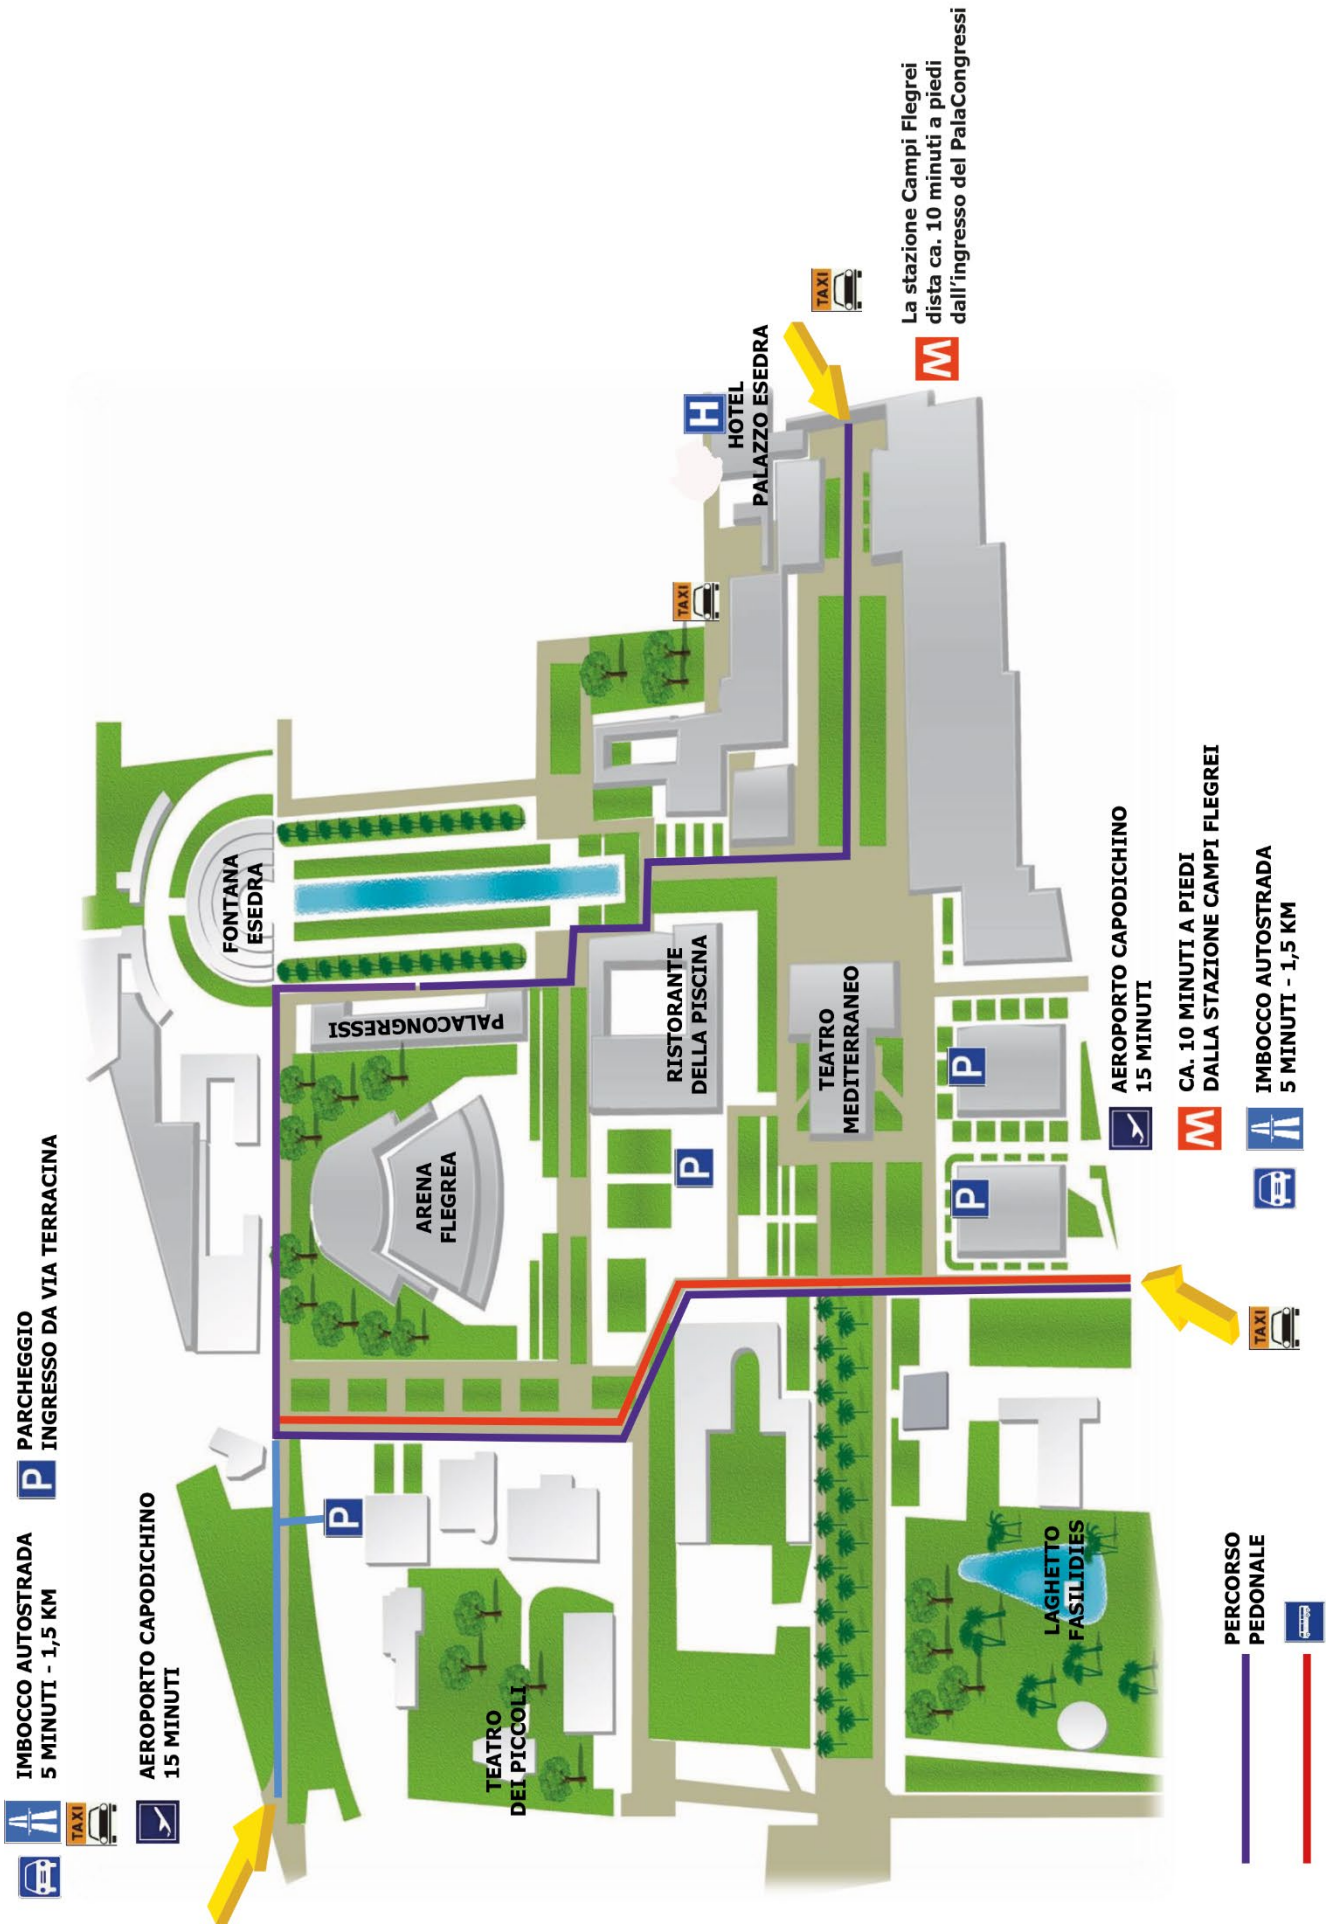 IMBOCCO AUTOSTRADA
5 MINUTI - 1,5 KM
TAXI
AEROPORTO CAPODICHINO
15 MINUTI
P
PARCHEGGIO
INGRESSO DA VIA TERRACINA
P
TEATRO
DEI PICCOLI
FONTANA
ESEDRA
PALACONGRESSI
ARENA
FLEGREA
RISTORANTE
DELLA PISCINA
P
TEATRO
MEDITERRANEO
TAXI
H
HOTEL
PALAZZO ESEDRA
TAXI
M
La stazione Campi Flegrei
dista ca. 10 minuti a piedi
dall'ingresso del PalaCongressi
P
P
LAGHETTO
FASILIDIES
AEROPORTO CAPODICHINO
15 MINUTI
M
CA. 10 MINUTI A PIEDI
DALLA STAZIONE CAMPI FLEGREI
IMBOCCO AUTOSTRADA
5 MINUTI - 1,5 KM
TAXI
PERCORSO
PEDONALE